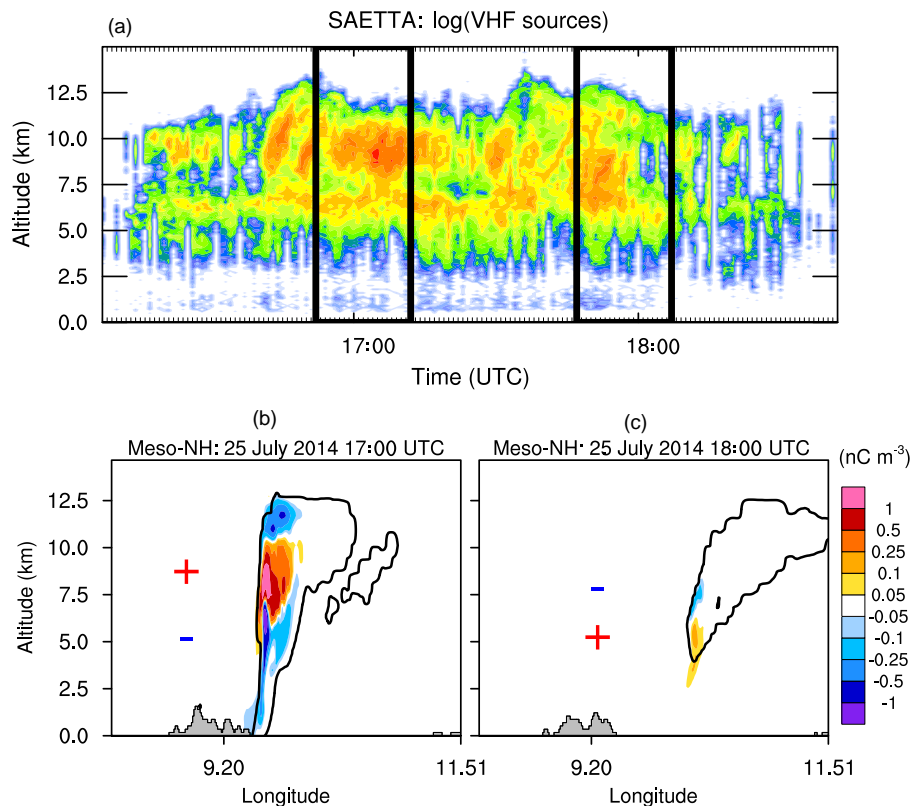 (a)
SAETTA: log(VHF sources)
Altitude (km)
12.5
10.0
7.5
5.0
2.5
0.0
17:00
18:00
Time (UTC)
(b)
Meso-NH: 25 July 2014 17:00 UTC
Altitude (km)
12.5
10.0
7.5
5.0
2.5
0.0
+
-
9.20
11.51
Longitude
(c)
Meso-NH: 25 July 2014 18:00 UTC
-
+
9.20
11.51
Longitude
(nC m⁻³)
1
0.5
0.25
0.1
0.05
-0.05
-0.1
-0.25
-0.5
-1